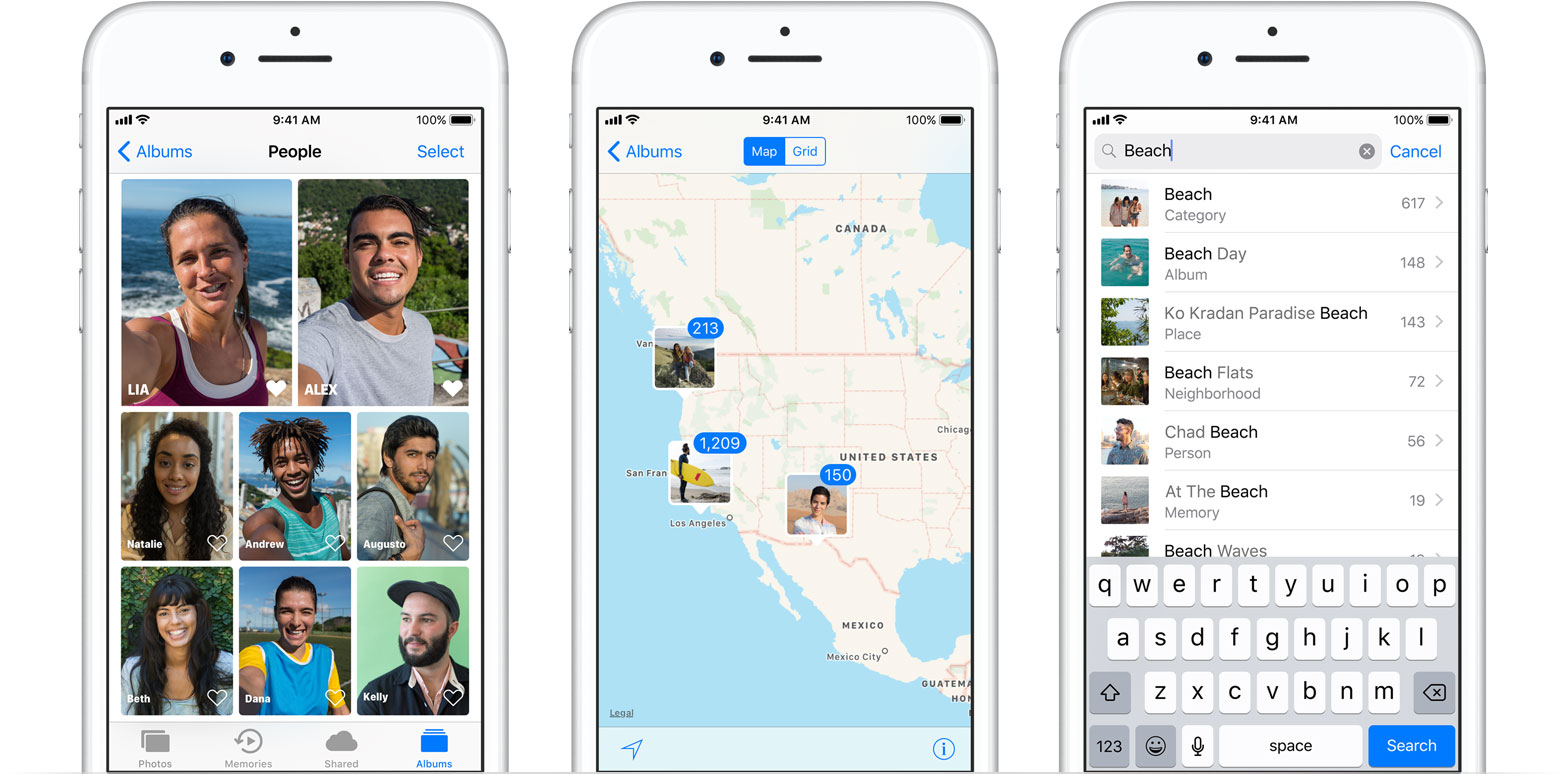 9:41 AM 100%
Albums People Select
LIA ALEX
Natalie Andrew Augusto
Beth Dana Kelly
Photos Memories Shared Albums
9:41 AM 100%
Albums Map Grid
CANADA
213
Van
Chicag
1,209
UNITED STATES
150
San Fran
Los Angeles
MEXICO
Mexico City
GUATEMA
HON
Legal
9:41 AM 100%
Beach Cancel
Beach 617
Category
Beach Day 148
Album
Ko Kradan Paradise Beach 143
Place
Beach Flats 72
Neighborhood
Chad Beach 56
Person
At The Beach 19
Memory
Beach Waves
q w e r t y u i o p
a s d f g h j k l
z x c v b n m
123 space Search